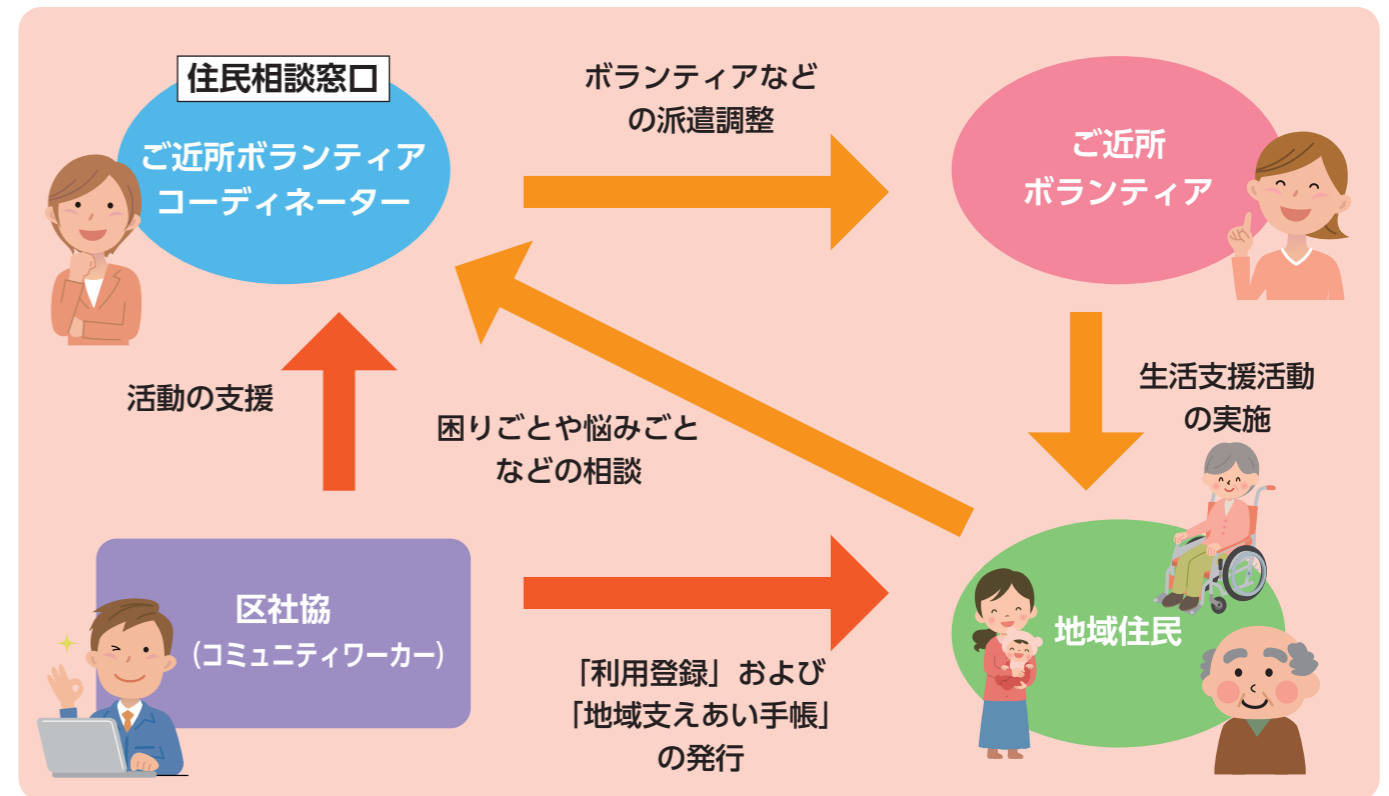 住民相談窓口
ご近所ボランティア
コーディネーター
ボランティアなど
の派遣調整
ご近所
ボランティア
活動の支援
困りごとや悩みごと
などの相談
生活支援活動
の実施
区社協
(コミュニティワーカー)
「利用登録」および
「地域支えあい手帳」
の発行
地域住民